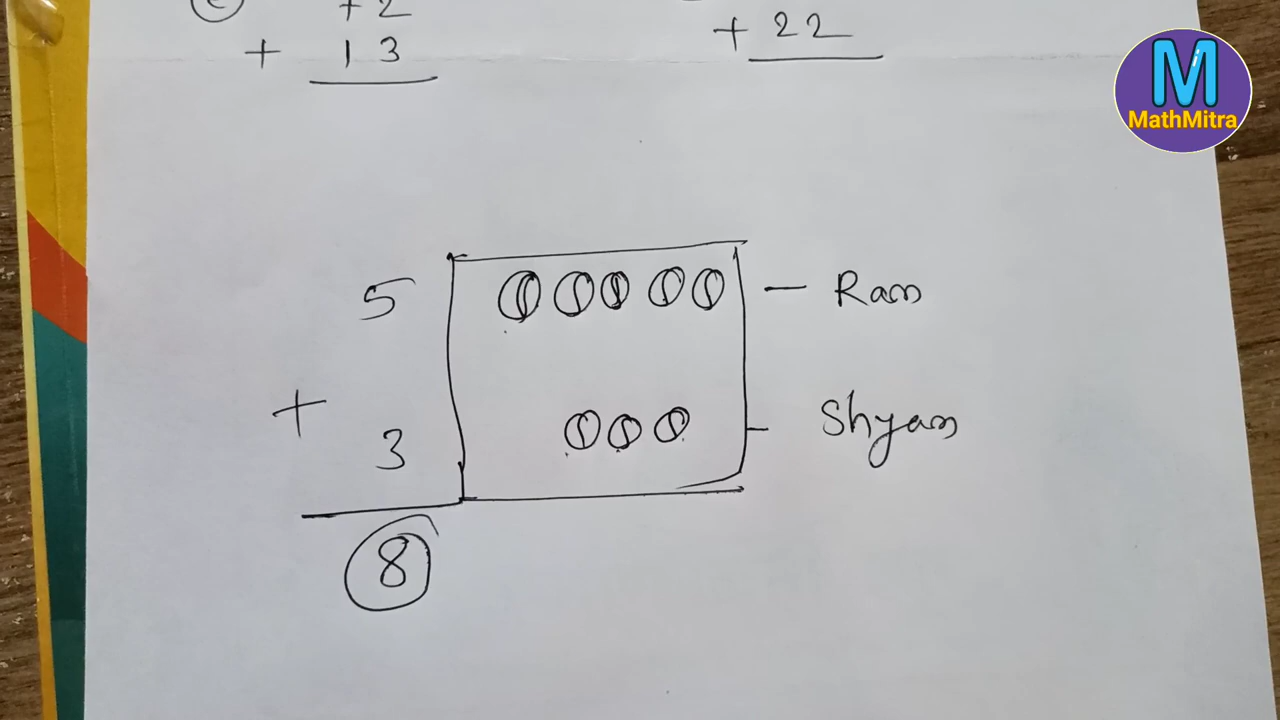 + 13
+ 22
M
MathMitra
5 - Ram
+
3 - Shyam
8